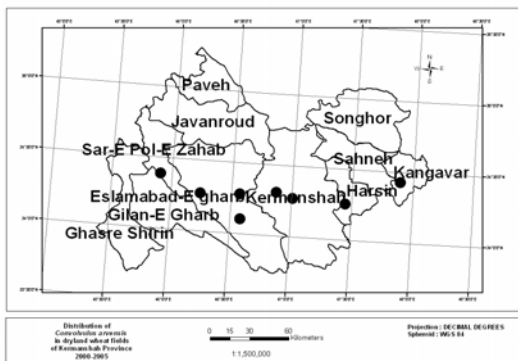 N
W E
S
Paveh
Javanroud
Songhor
Sar-E Pol-E Zahab
Sahneh
Kangavar
Eslamabad-E gharb
Kermanshah
Harsin
Gilan-E Gharb
Ghasre Shirin
Distribution of
Convolvulus arvensis
in dryland wheat fields
of Kermanshah Province
2000-2005
0 15 30 60
Kilometers
1:1,500,000
Projection : DECIMAL DEGREES
Spheroid : WGS 84